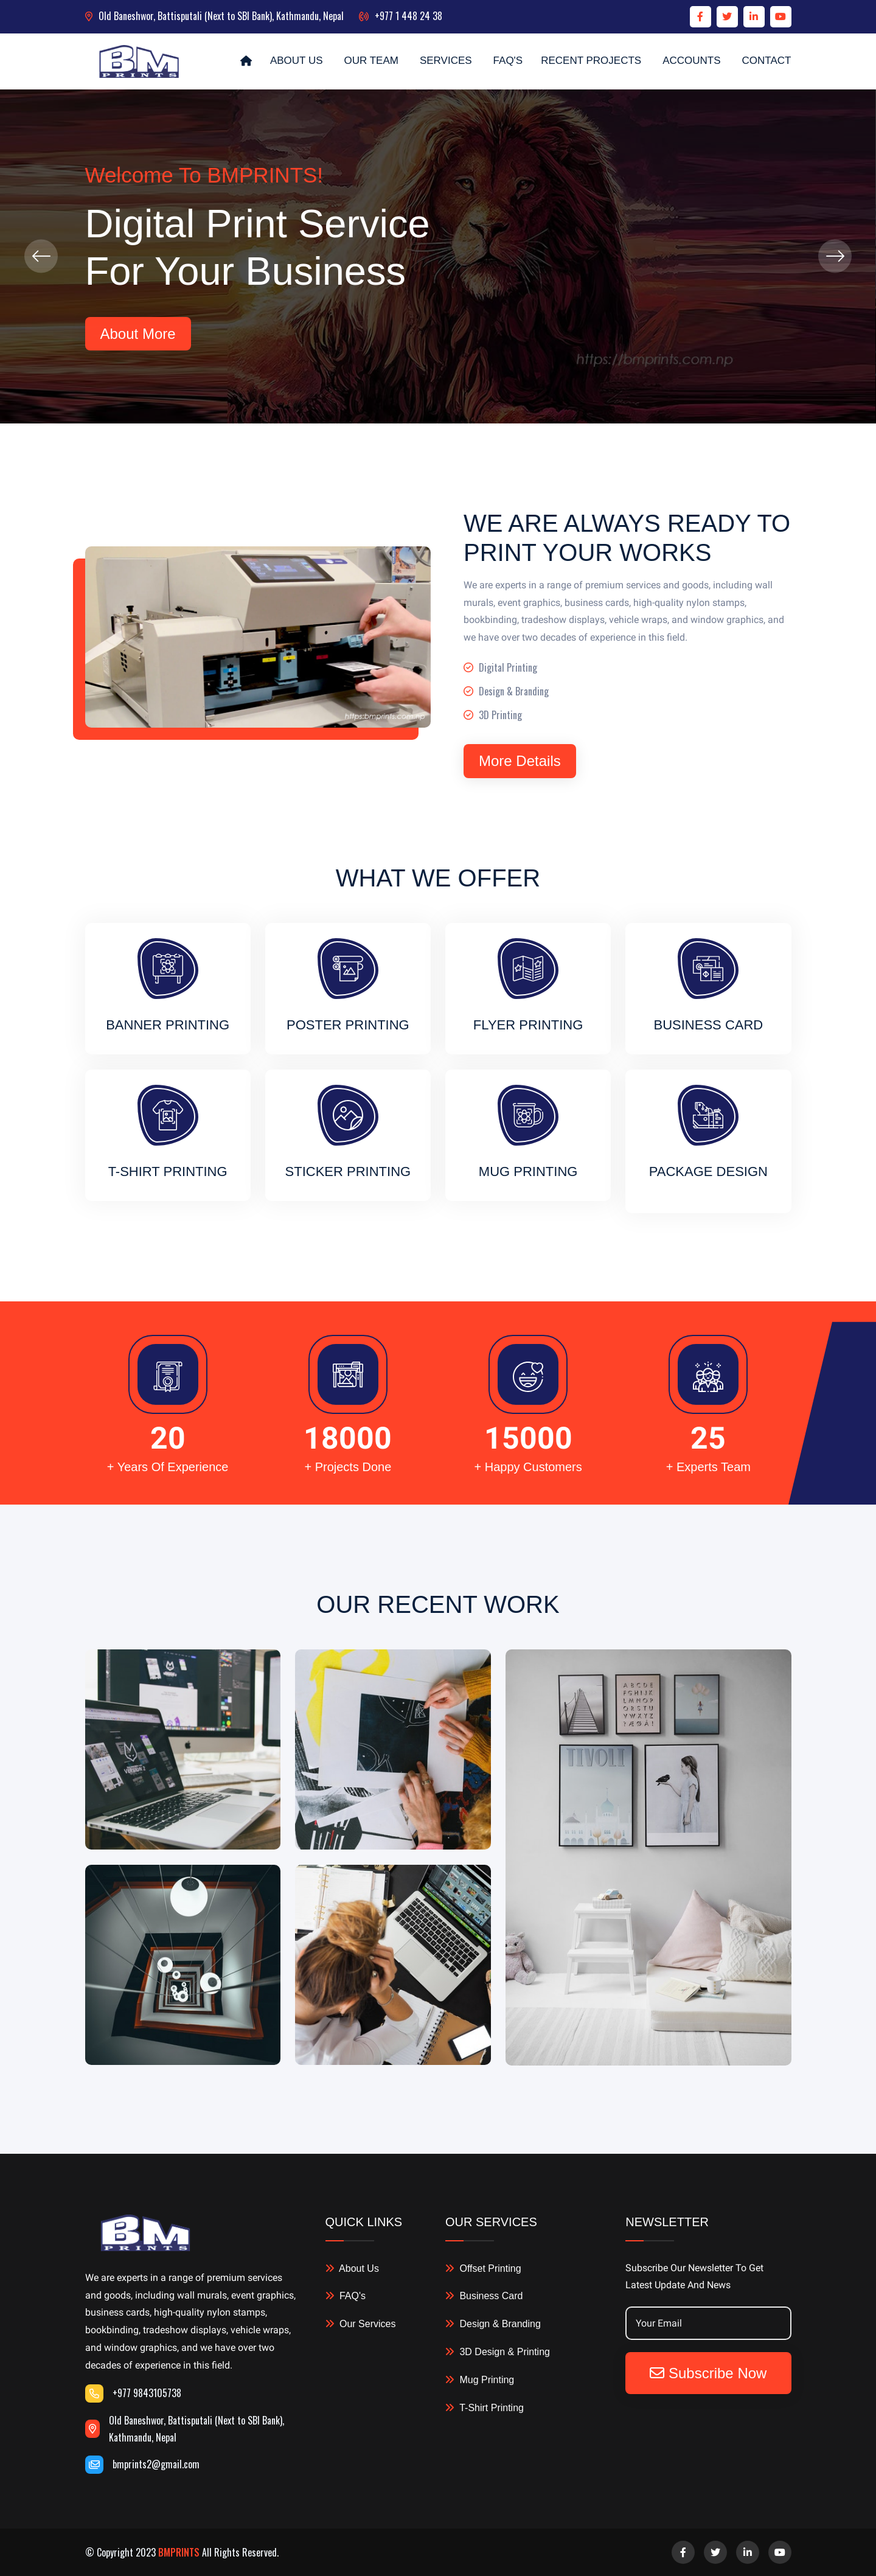 Old Baneshwor, Battisputali (Next to SBI Bank), Kathmandu, Nepal +977 1 448 24 38
BM
PRINTS
ABOUT US OUR TEAM SERVICES FAQ'S RECENT PROJECTS ACCOUNTS CONTACT
Welcome To BMPRINTS!
Digital Print Service
For Your Business
About More
https://bmprints.com.np
WE ARE ALWAYS READY TO
PRINT YOUR WORKS
We are experts in a range of premium services and goods, including wall
murals, event graphics, business cards, high-quality nylon stamps,
bookbinding, tradeshow displays, vehicle wraps, and window graphics, and
we have over two decades of experience in this field.
Digital Printing
Design & Branding
3D Printing
More Details
https:bmprints.com.np
WHAT WE OFFER
BANNER PRINTING POSTER PRINTING FLYER PRINTING BUSINESS CARD
T-SHIRT PRINTING STICKER PRINTING MUG PRINTING PACKAGE DESIGN
20 18000 15000 25
+ Years Of Experience + Projects Done + Happy Customers + Experts Team
OUR RECENT WORK
TIVOLI
BM
PRINTS
We are experts in a range of premium services
and goods, including wall murals, event graphics,
business cards, high-quality nylon stamps,
bookbinding, tradeshow displays, vehicle wraps,
and window graphics, and we have over two
decades of experience in this field.
+977 9843105738
Old Baneshwor, Battisputali (Next to SBI Bank),
Kathmandu, Nepal
bmprints2@gmail.com
QUICK LINKS
About Us
FAQ's
Our Services
OUR SERVICES
Offset Printing
Business Card
Design & Branding
3D Design & Printing
Mug Printing
T-Shirt Printing
NEWSLETTER
Subscribe Our Newsletter To Get
Latest Update And News
Your Email
Subscribe Now
© Copyright 2023 BMPRINTS All Rights Reserved.